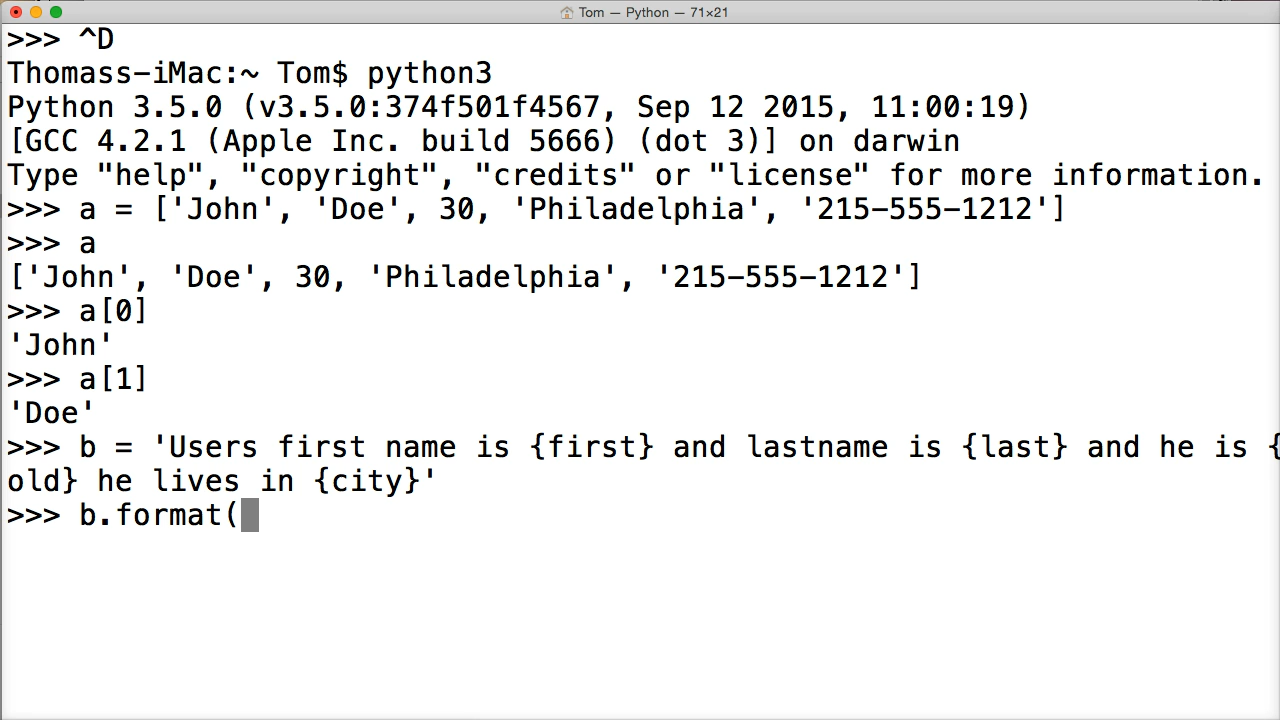 Tom — Python — 71×21
>>> ^D
Thomass-iMac:~ Tom$ python3
Python 3.5.0 (v3.5.0:374f501f4567, Sep 12 2015, 11:00:19)
[GCC 4.2.1 (Apple Inc. build 5666) (dot 3)] on darwin
Type "help", "copyright", "credits" or "license" for more information.
>>> a = ['John', 'Doe', 30, 'Philadelphia', '215-555-1212']
>>> a
['John', 'Doe', 30, 'Philadelphia', '215-555-1212']
>>> a[0]
'John'
>>> a[1]
'Doe'
>>> b = 'Users first name is {first} and lastname is {last} and he is {
old} he lives in {city}'
>>> b.format(